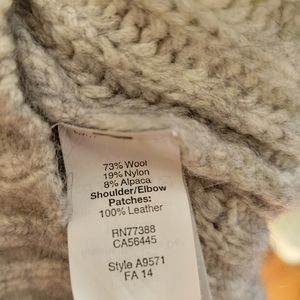 73% Wool
19% Nylon
8% Alpaca
Shoulder/Elbow
Patches:
100% Leather
RN77388
CA56445
Style A9571
FA 14